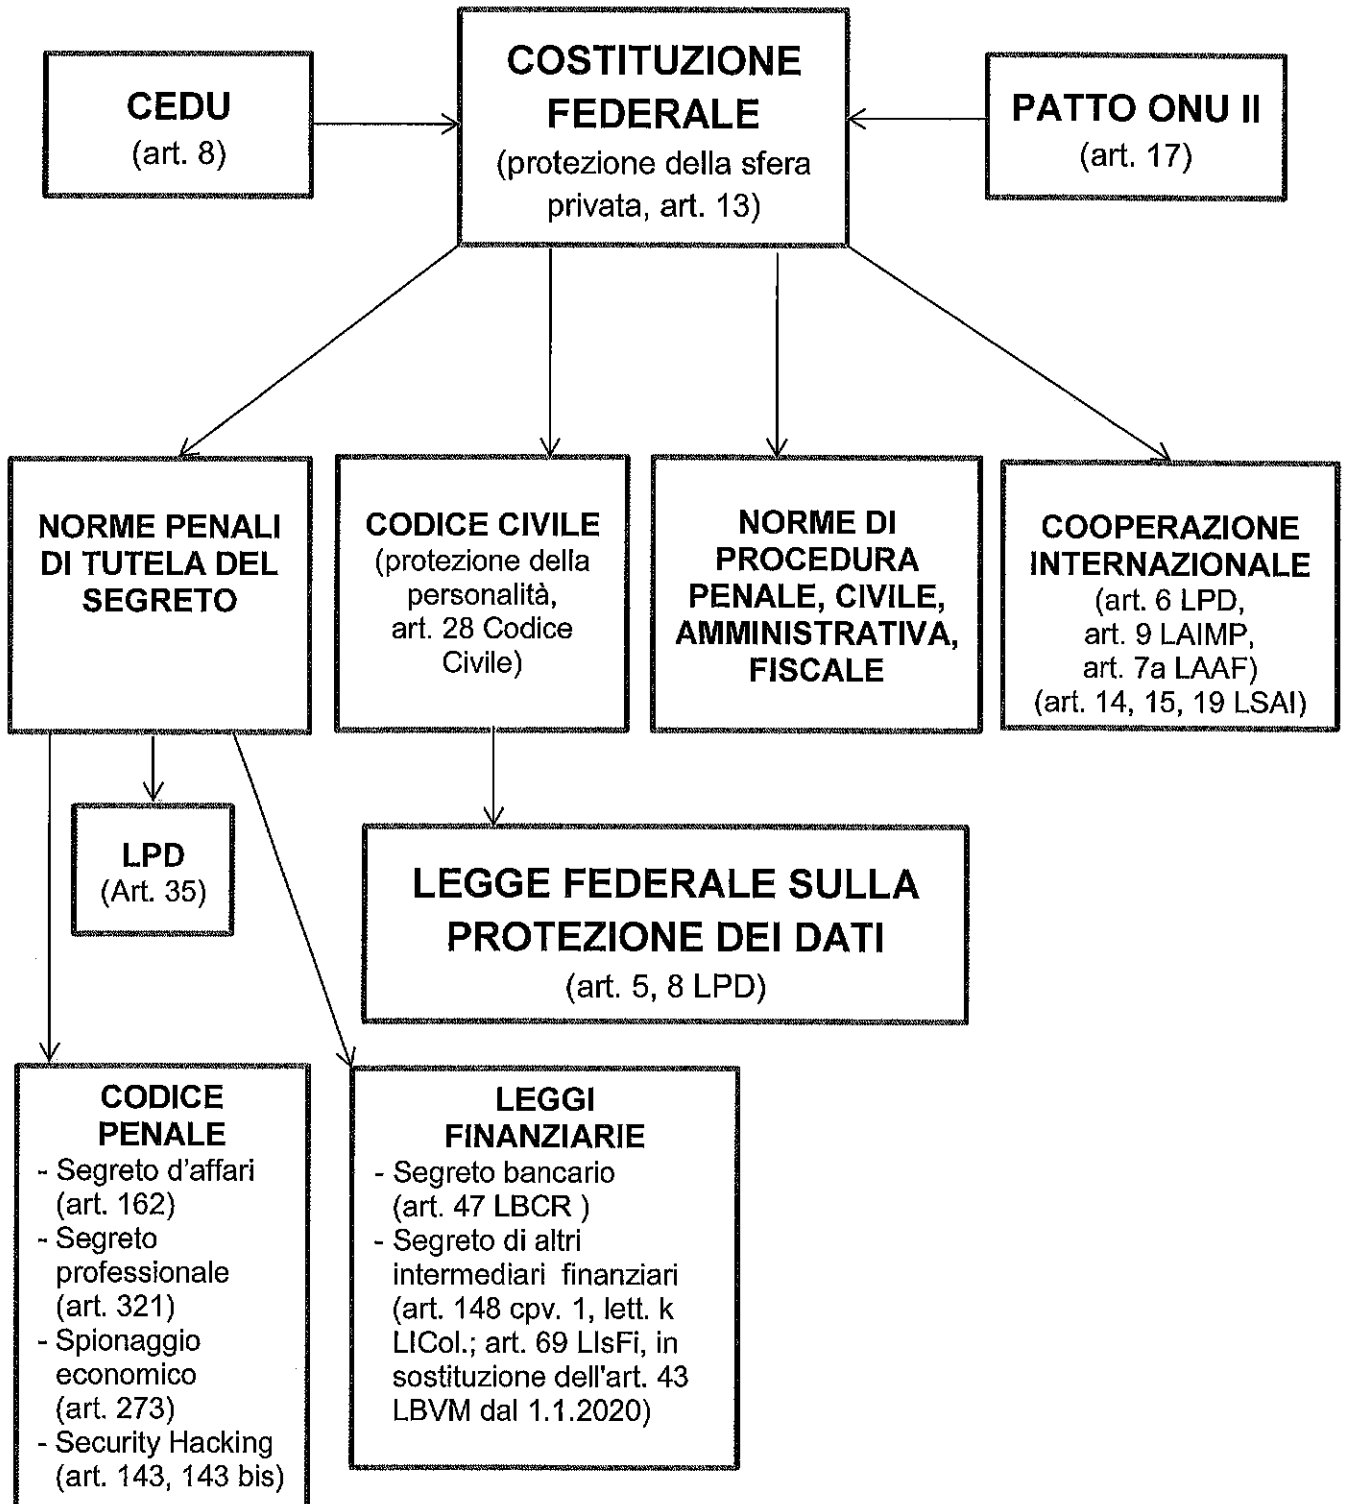 CEDU
(art. 8)
COSTITUZIONE
FEDERALE
(protezione della sfera
privata, art. 13)
PATTO ONU II
(art. 17)
NORME PENALI
DI TUTELA DEL
SEGRETO
CODICE CIVILE
(protezione della
personalità,
art. 28 Codice
Civile)
NORME DI
PROCEDURA
PENALE, CIVILE,
AMMINISTRATIVA,
FISCALE
COOPERAZIONE
INTERNAZIONALE
(art. 6 LPD,
art. 9 LAIMP,
art. 7a LAAF)
(art. 14, 15, 19 LSAI)
LPD
(Art. 35)
LEGGE FEDERALE SULLA
PROTEZIONE DEI DATI
(art. 5, 8 LPD)
CODICE
PENALE
- Segreto d'affari
(art. 162)
- Segreto
professionale
(art. 321)
- Spionaggio
economico
(art. 273)
- Security Hacking
(art. 143, 143 bis)
LEGGI
FINANZIARIE
- Segreto bancario
(art. 47 LBCR )
- Segreto di altri
intermediari finanziari
(art. 148 cpv. 1, lett. k
LICol.; art. 69 LIsFi, in
sostituzione dell'art. 43
LBVM dal 1.1.2020)